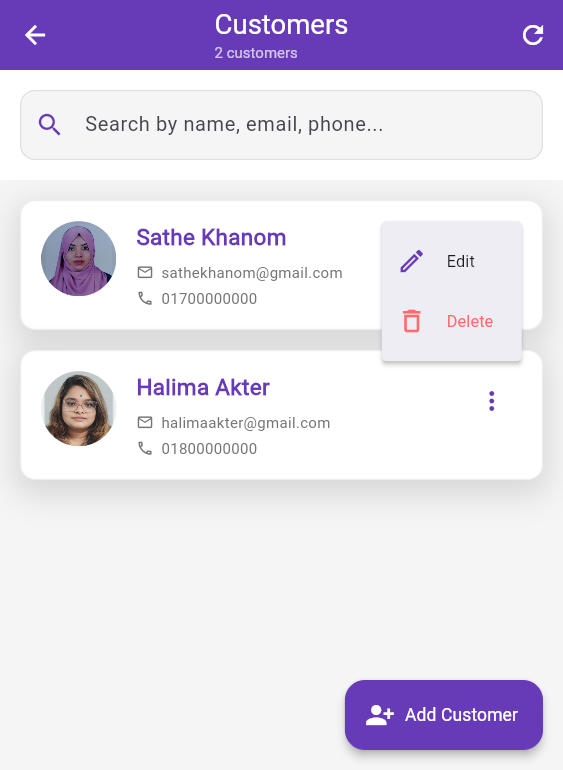 Customers
2 customers
Search by name, email, phone...
Sathe Khanom
sathekhanom@gmail.com
01700000000
Edit
Delete
Halima Akter
halimaakter@gmail.com
01800000000
Add Customer